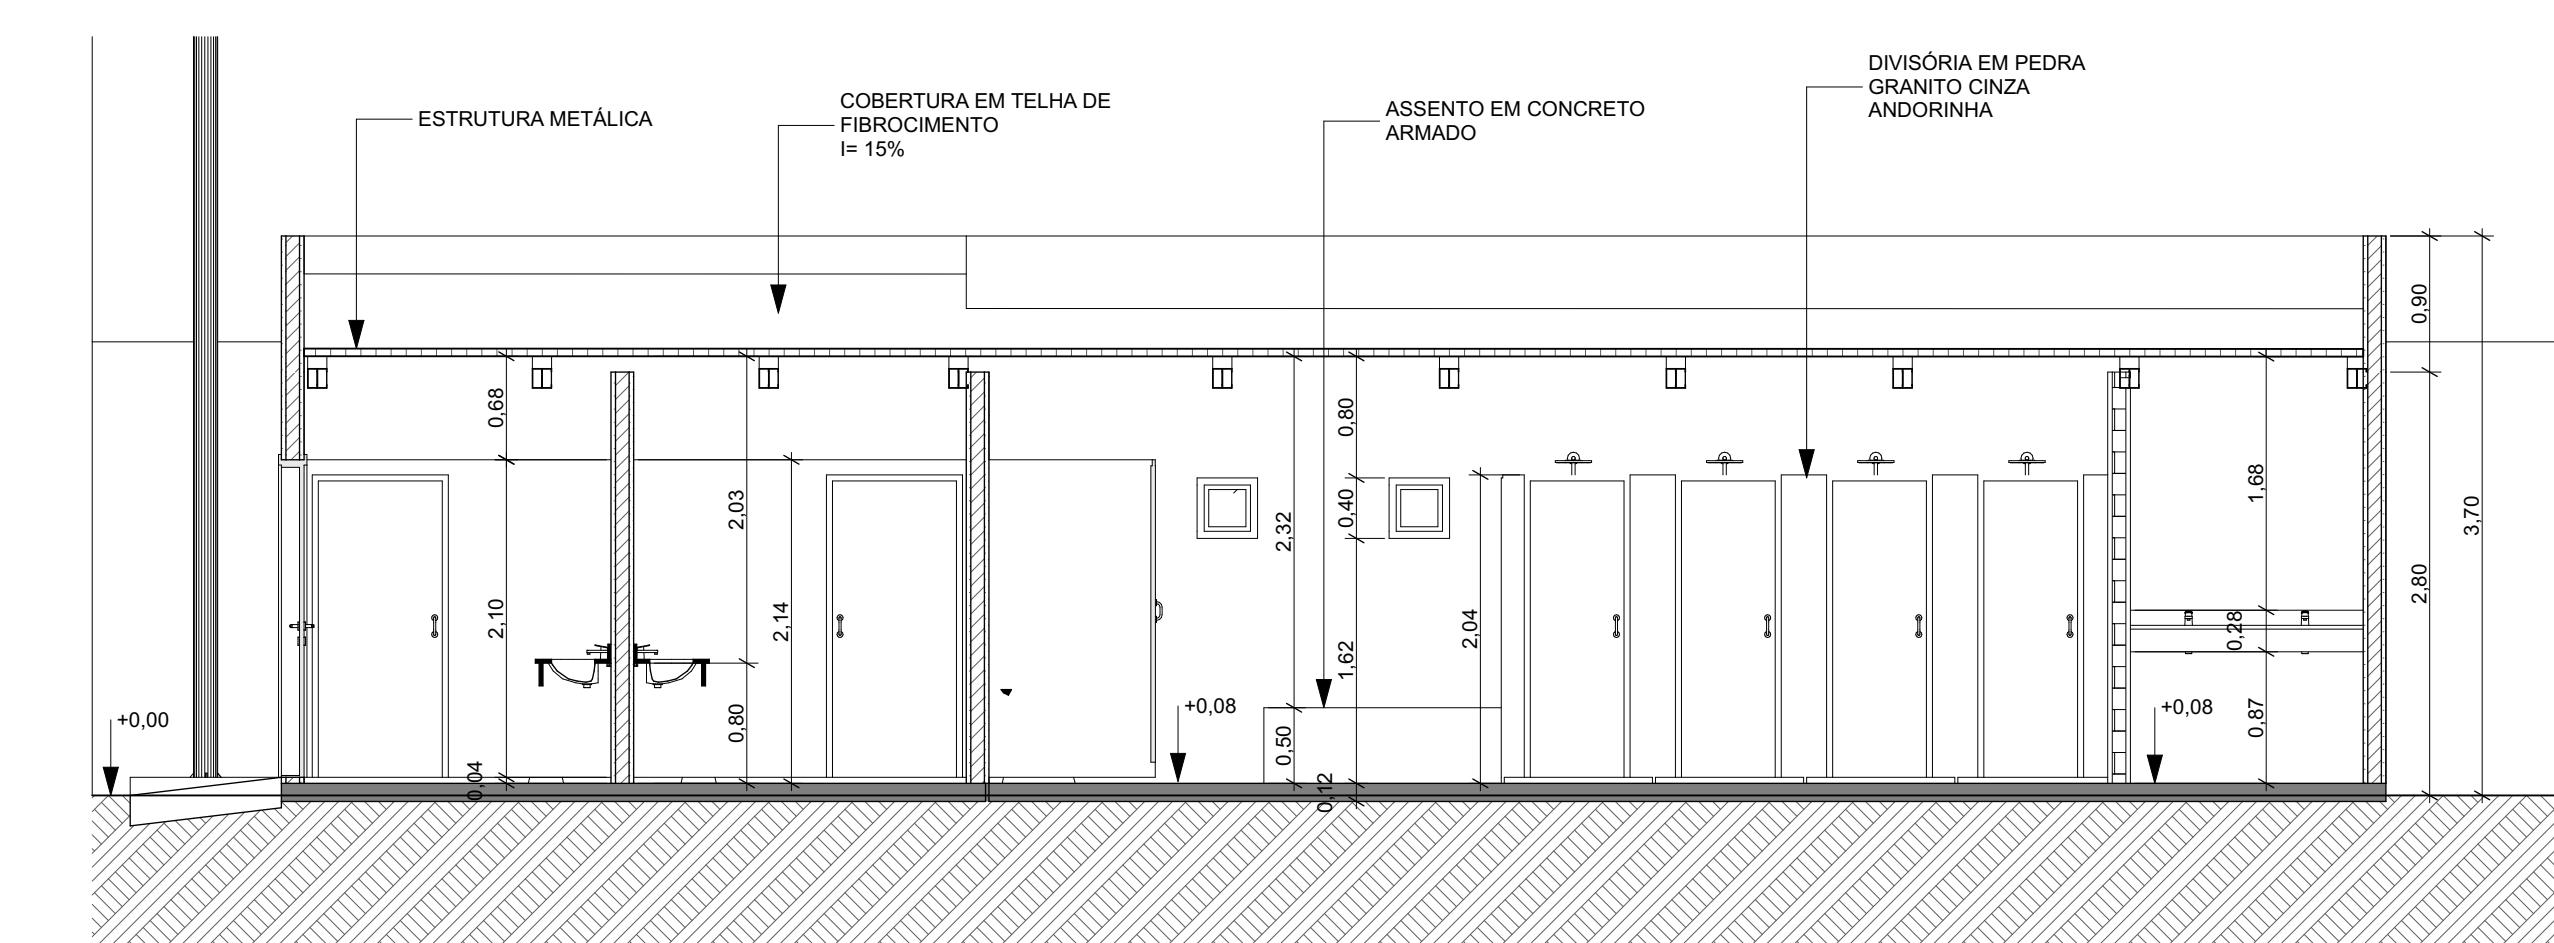 DIVISÓRIA EM PEDRA
GRANITO CINZA
ANDORINHA
COBERTURA EM TELHA DE
FIBROCIMENTO
I= 15%
ASSENTO EM CONCRETO
ARMADO
ESTRUTURA METÁLICA
0,90
0,68
0,80
1,68
2,03
0,40
2,32
3,70
2,80
2,10
2,14
2,04
0,28
1,62
+0,00
0,80
+0,08
0,50
+0,08
0,87
0,04
0,12